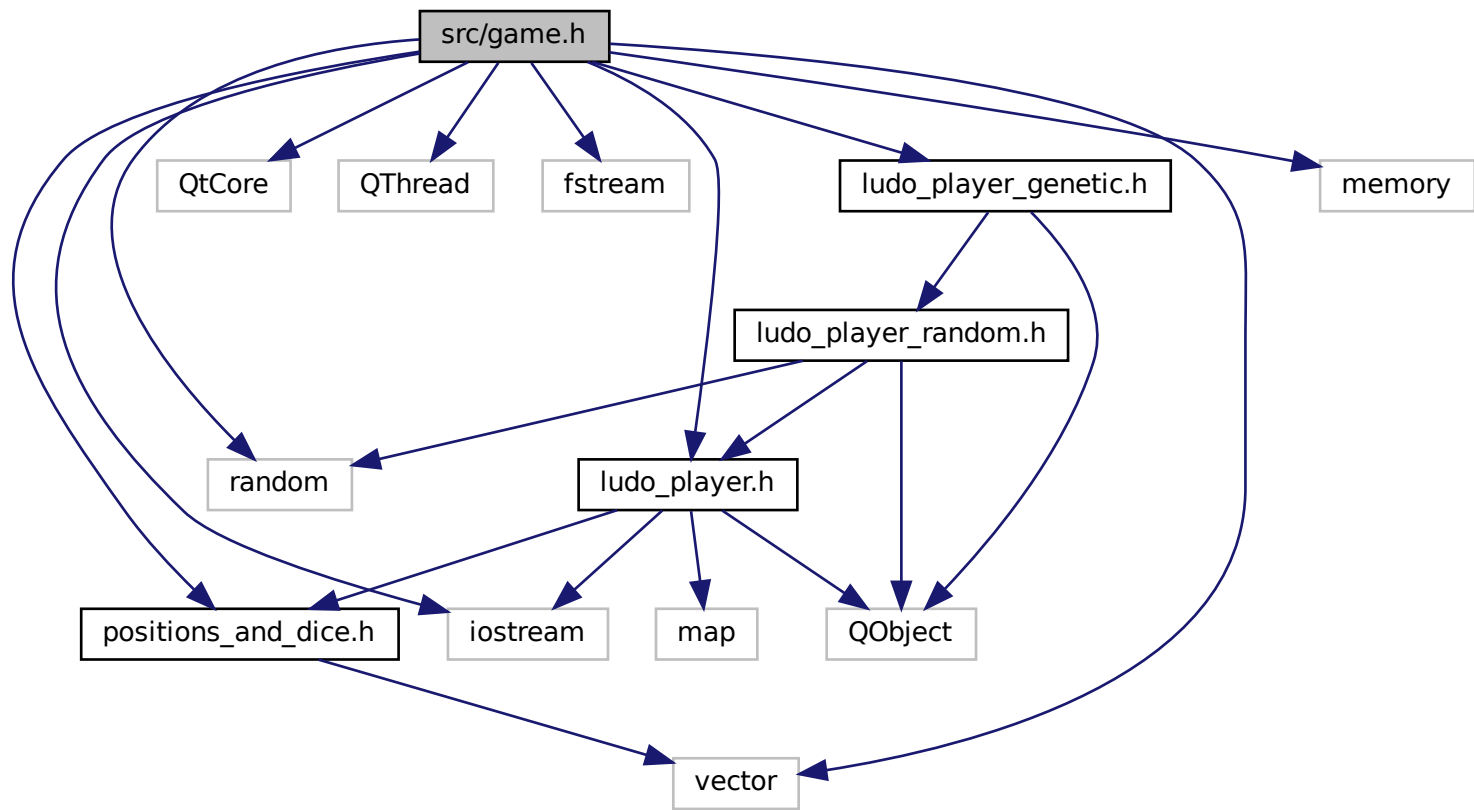 src/game.h
QtCore
QThread
fstream
ludo_player_genetic.h
memory
ludo_player_random.h
random
ludo_player.h
positions_and_dice.h
iostream
map
QObject
vector